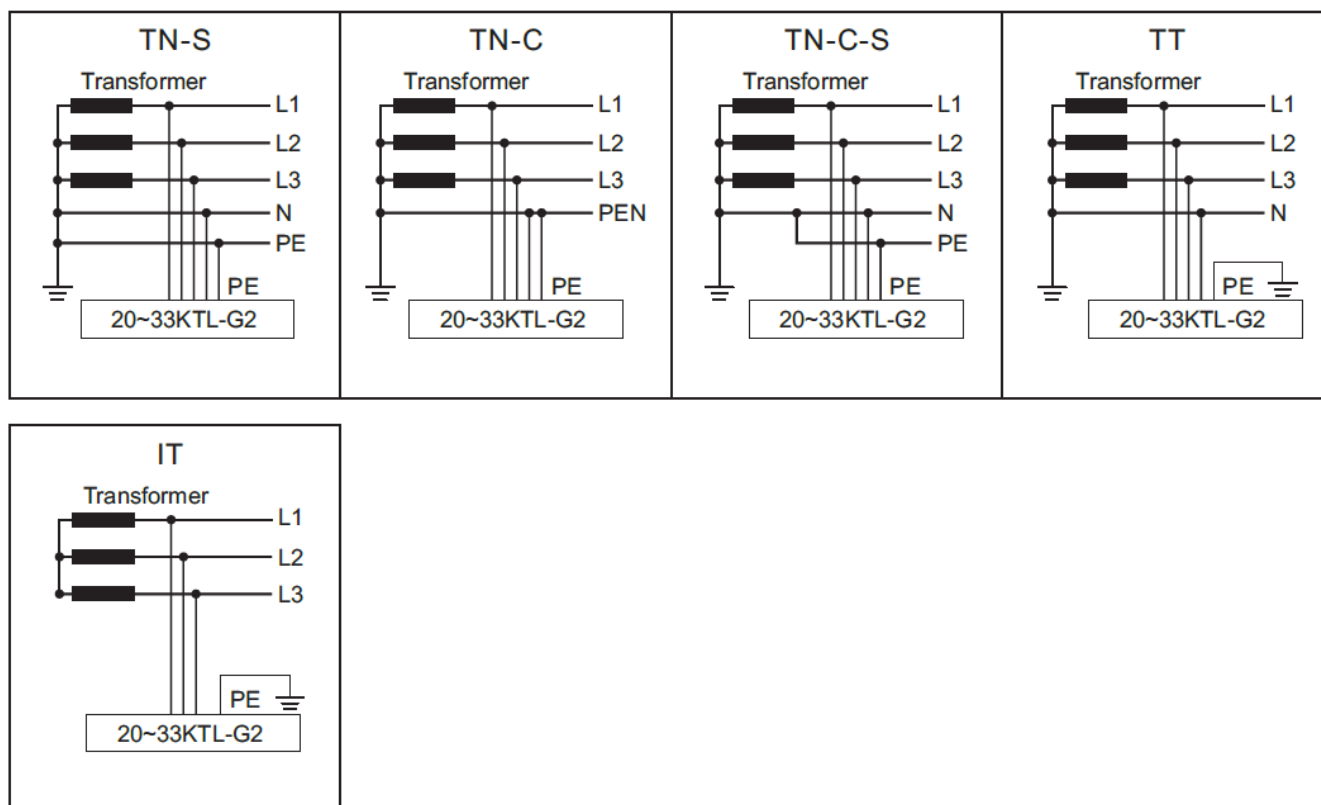 TN-S
Transformer
L1
L2
L3
N
PE
PE
20~33KTL-G2
TN-C
Transformer
L1
L2
L3
PEN
PE
20~33KTL-G2
TN-C-S
Transformer
L1
L2
L3
N
PE
PE
20~33KTL-G2
TT
Transformer
L1
L2
L3
N
PE
20~33KTL-G2
IT
Transformer
L1
L2
L3
PE
20~33KTL-G2